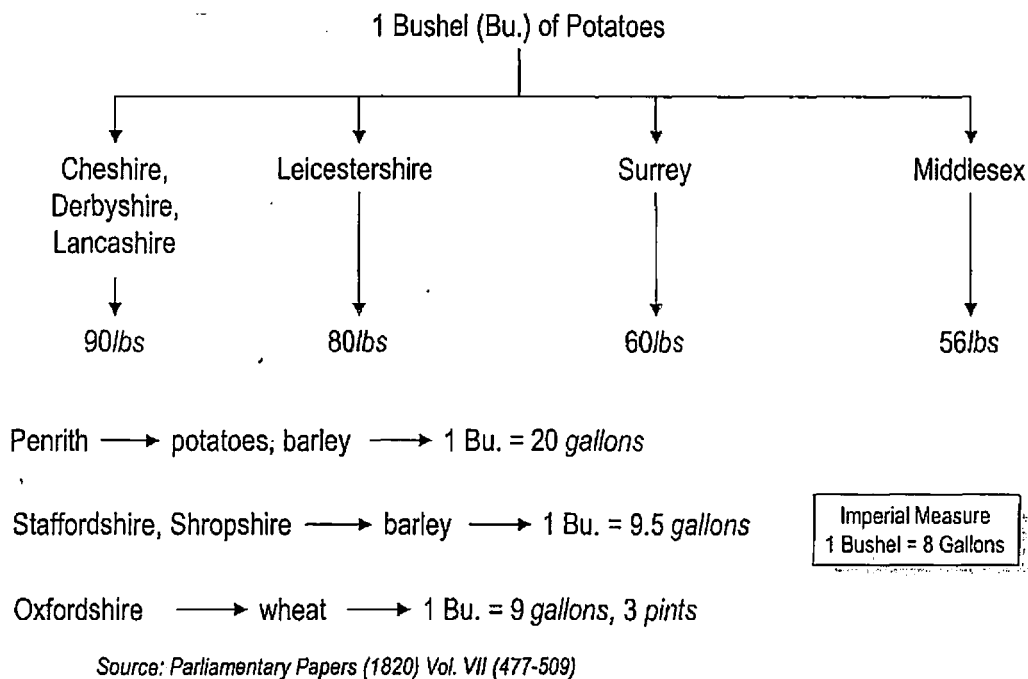 1 Bushel (Bu.) of Potatoes
Cheshire,
Derbyshire,
Lancashire
Leicestershire
Surrey
Middlesex
90lbs
80lbs
60lbs
56lbs
Penrith → potatoes, barley → 1 Bu. = 20 gallons
Staffordshire, Shropshire → barley → 1 Bu. = 9.5 gallons
Imperial Measure
1 Bushel = 8 Gallons
Oxfordshire → wheat → 1 Bu. = 9 gallons, 3 pints
Source: Parliamentary Papers (1820) Vol. VII (477-509)